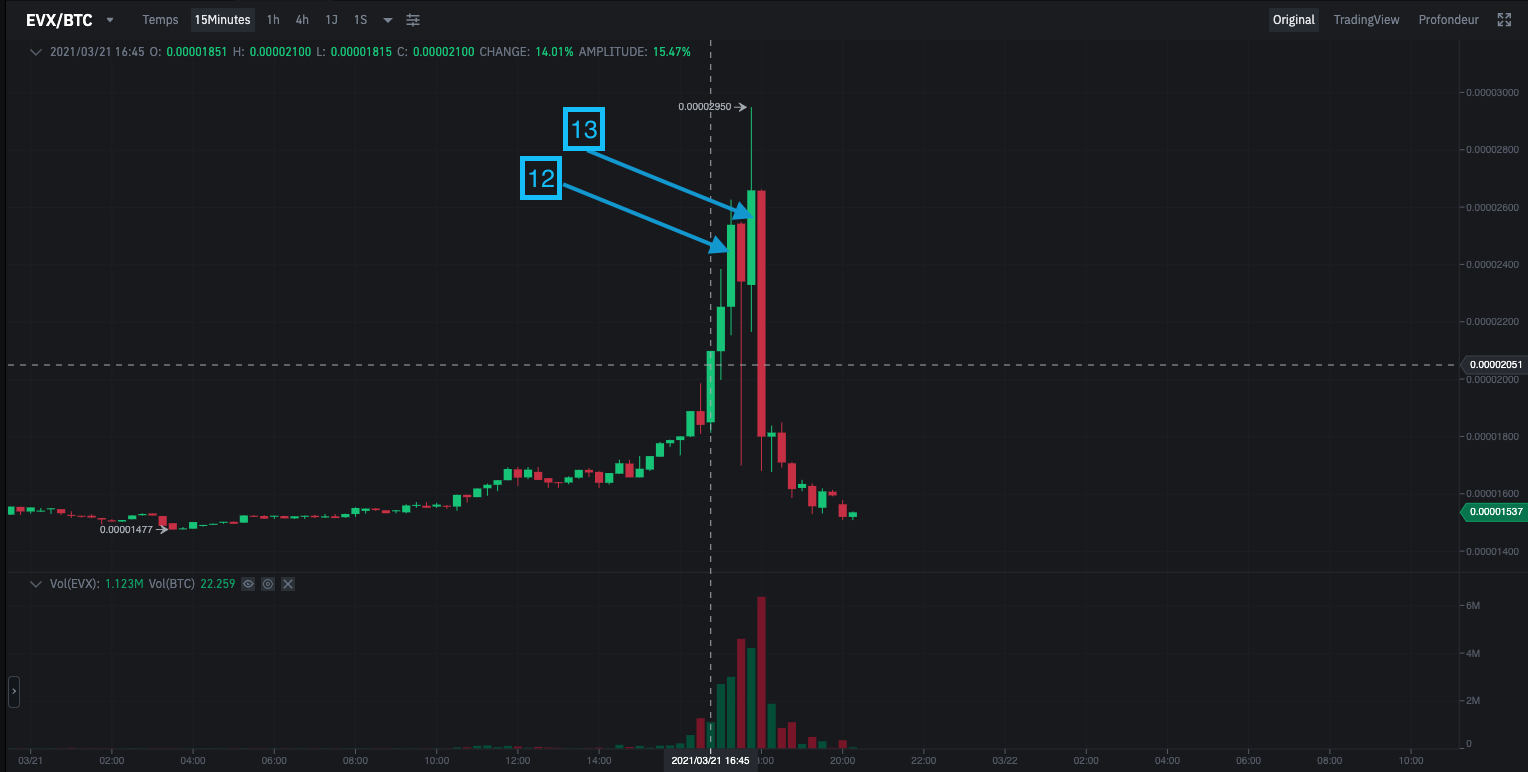 EVX/BTC Temps 15Minutes 1h 4h 1J 1S Original TradingView Profondeur
2021/03/21 16:45 O: 0.00001851 H: 0.00002100 L: 0.00001815 C: 0.00002100 CHANGE: 14.01% AMPLITUDE: 15.47%
0.00003000
0.00002950
13
0.00002800
12
0.00002600
0.00002400
0.00002200
0.00002051
0.00002000
0.00001800
0.00001600
0.00001537
0.00001477
0.00001400
Vol(EVX): 1.123M Vol(BTC) 22.259
6M
4M
2M
0
03/21 02:00 04:00 06:00 08:00 10:00 12:00 14:00 2021/03/21 16:45 :00 20:00 22:00 03/22 02:00 04:00 06:00 08:00 10:00